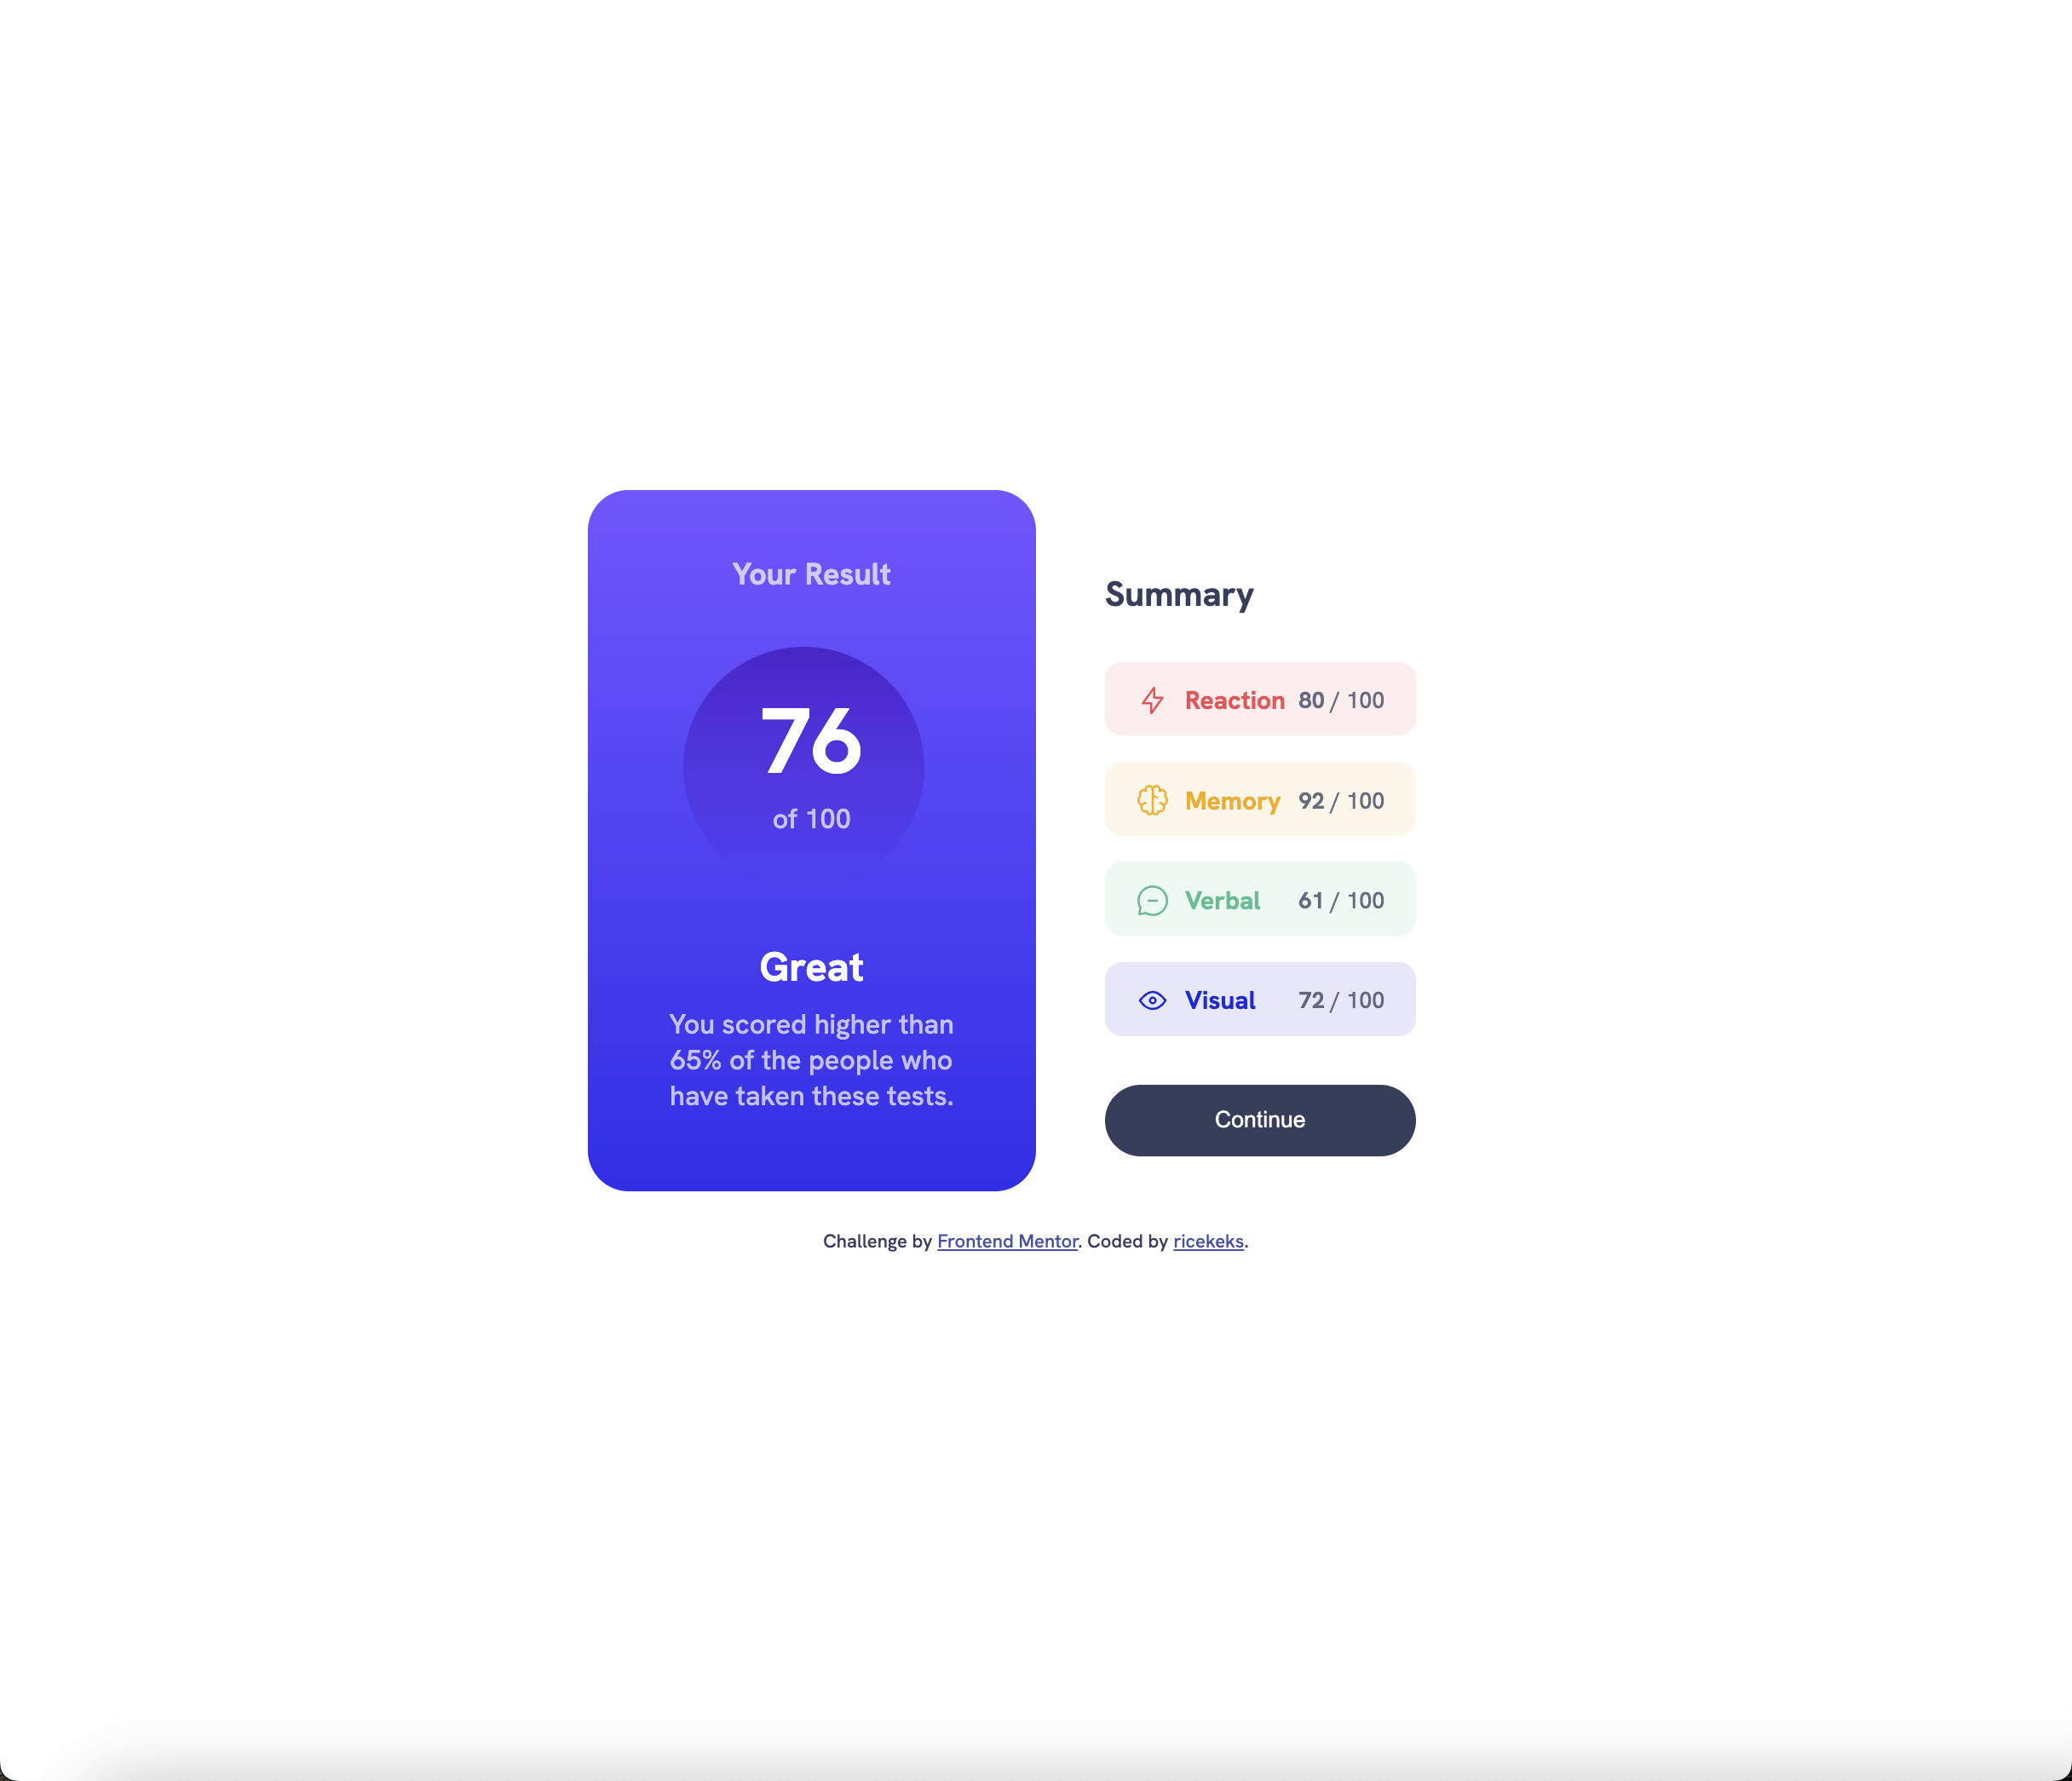 Your Result
76
of 100
Great
You scored higher than
65% of the people who
have taken these tests.
Summary
Reaction 80 / 100
Memory 92 / 100
Verbal 61 / 100
Visual 72 / 100
Continue
Challenge by Frontend Mentor. Coded by ricekeks.